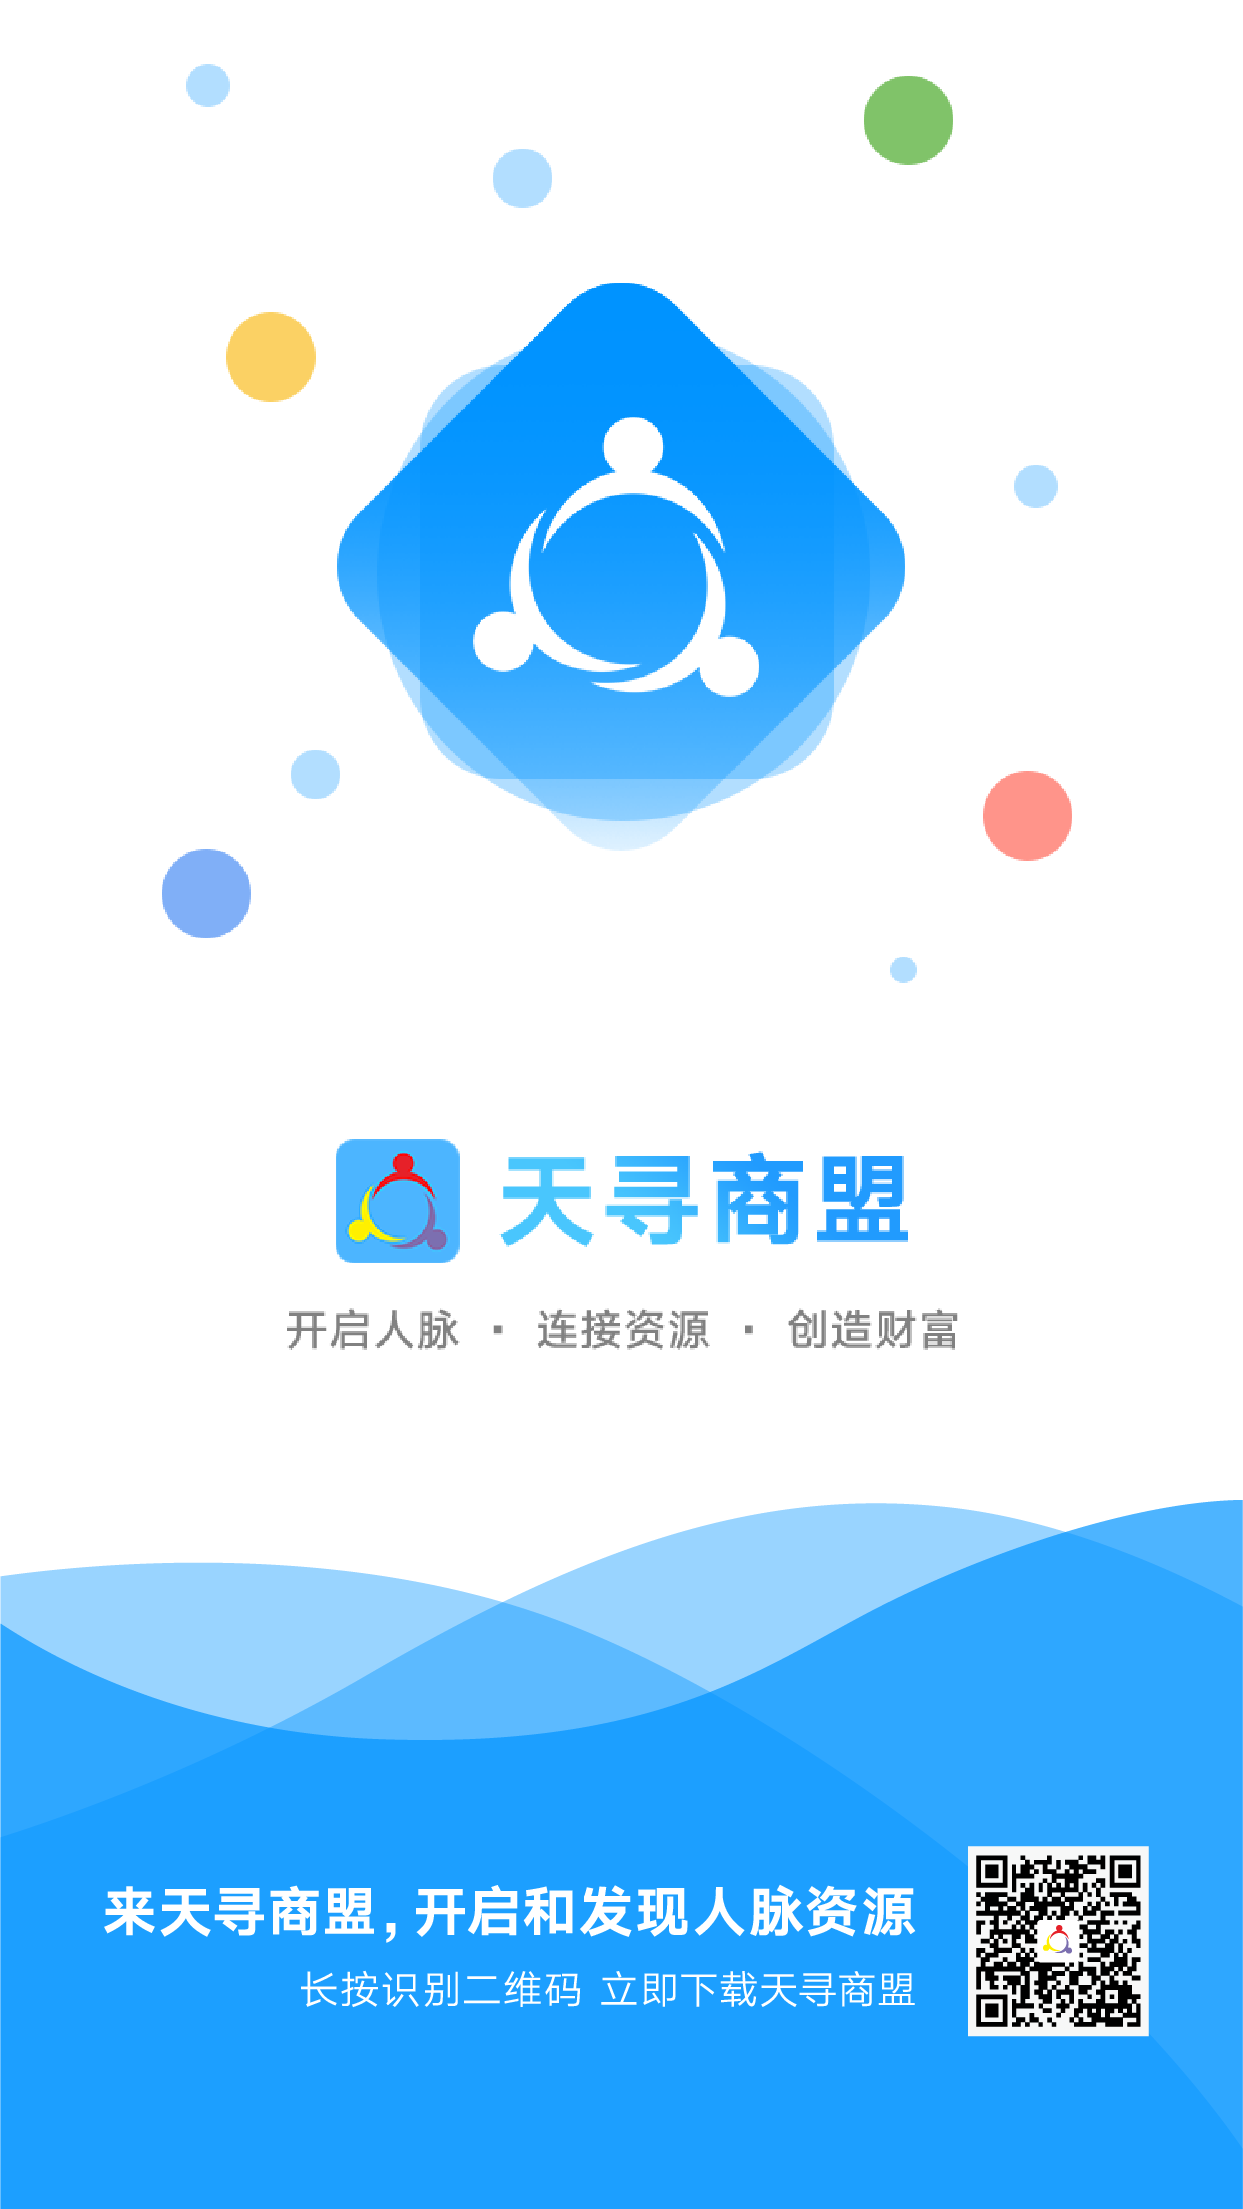 天寻商盟
开启人脉 · 连接资源 · 创造财富
来天寻商盟,开启和发现人脉资源
长按识别二维码 立即下载天寻商盟